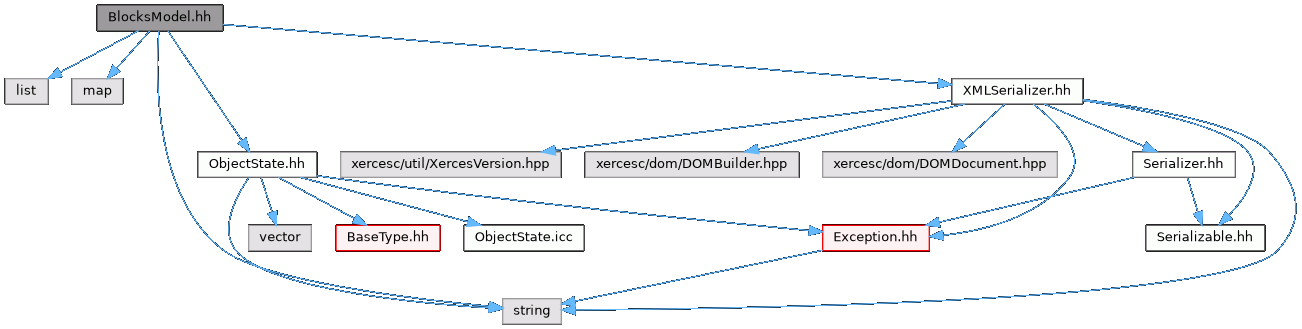 BlocksModel.hh
list
map
XMLSerializer.hh
ObjectState.hh
xercesc/util/XercesVersion.hpp
xercesc/dom/DOMBuilder.hpp
xercesc/dom/DOMDocument.hpp
Serializer.hh
vector
BaseType.hh
ObjectState.icc
Exception.hh
Serializable.hh
string